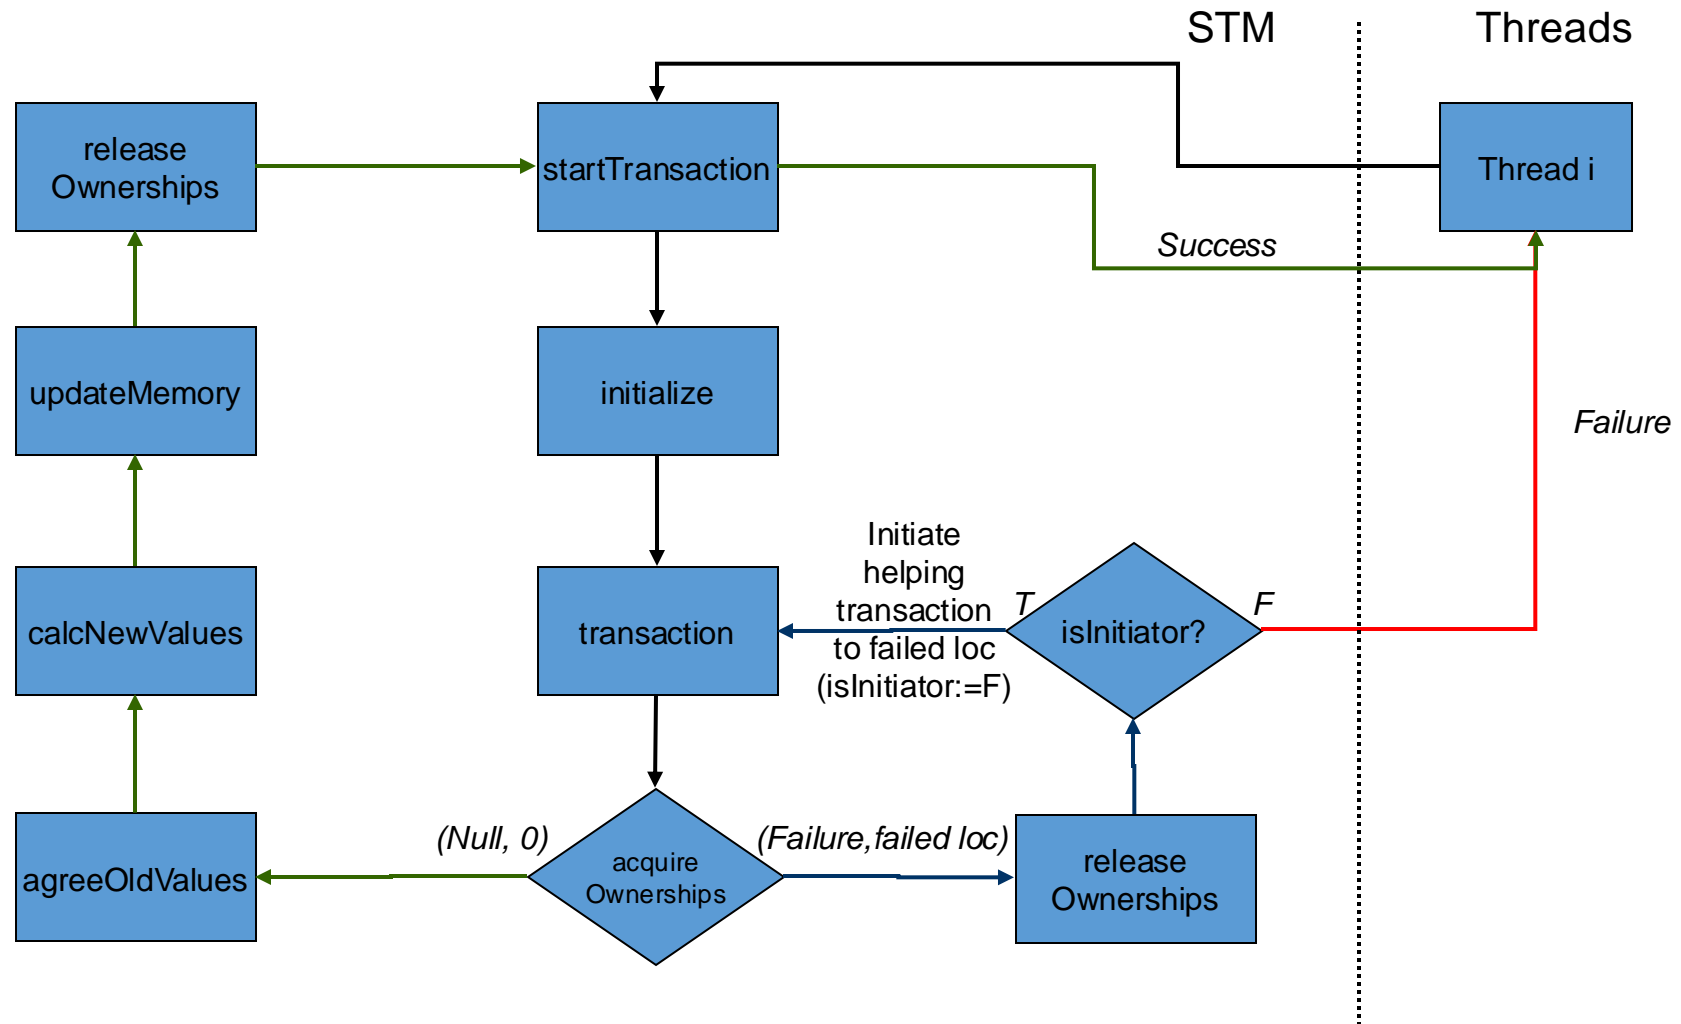 STM
Threads
release
Ownerships
startTransaction
Thread i
Success
updateMemory
initialize
Failure
Initiate
helping
transaction
to failed loc
(isInitiator:=F)
T
F
calcNewValues
transaction
isInitiator?
(Null, 0)
(Failure,failed loc)
agreeOldValues
acquire
Ownerships
release
Ownerships